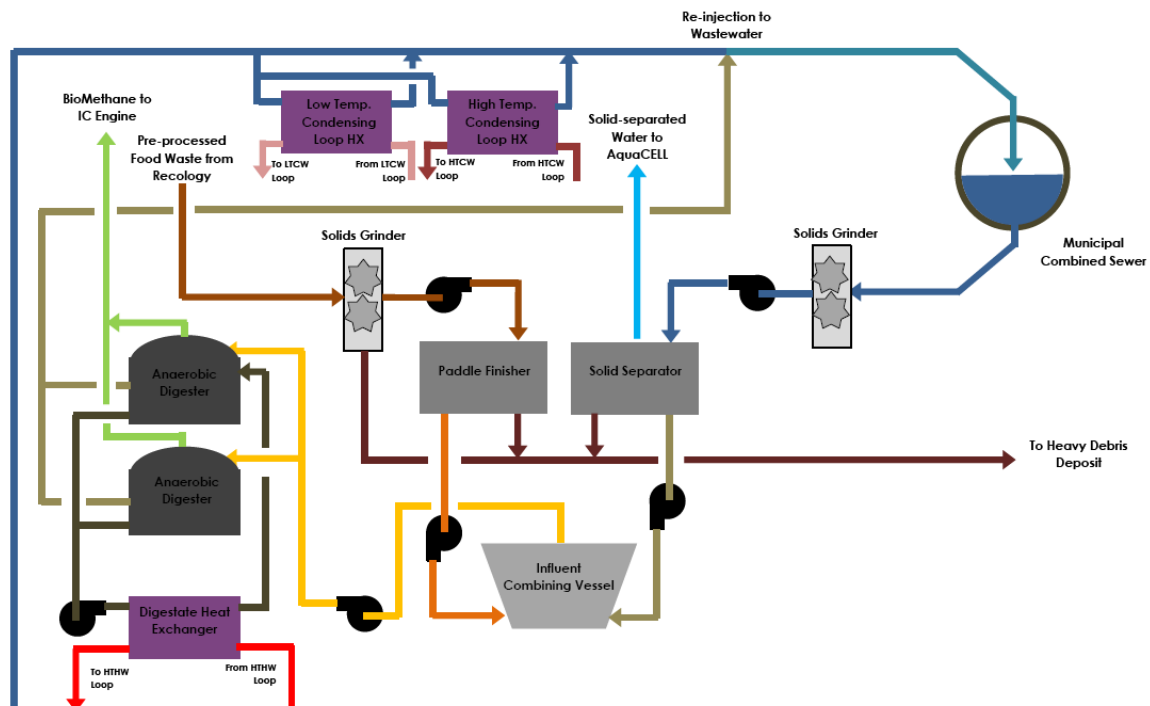 Re-injection to
Wastewater
BioMethane to
IC Engine
Pre-processed
Food Waste from
Recology
Low Temp.
Condensing
Loop HX
High Temp.
Condensing
Loop HX
Solid-separated
Water to
AquaCELL
To LTCW
Loop
From LTCW
Loop
To HTCW
Loop
From HTCW
Loop
Solids Grinder
Solids Grinder
Municipal
Combined Sewer
Anaerobic
Digester
Paddle Finisher
Solid Separator
To Heavy Debris
Deposit
Anaerobic
Digester
Influent
Combining Vessel
Digestate Heat
Exchanger
To HTHW
Loop
From HTHW
Loop